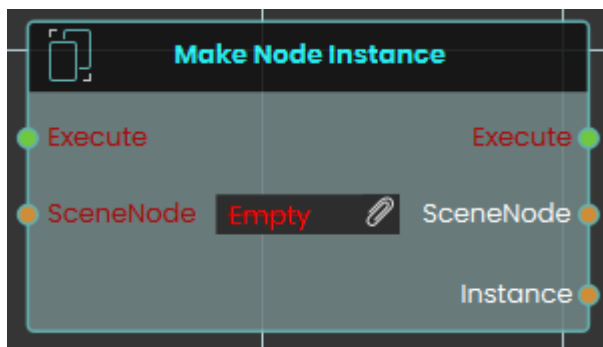 Make Node Instance
Execute Execute
SceneNode Empty SceneNode
Instance